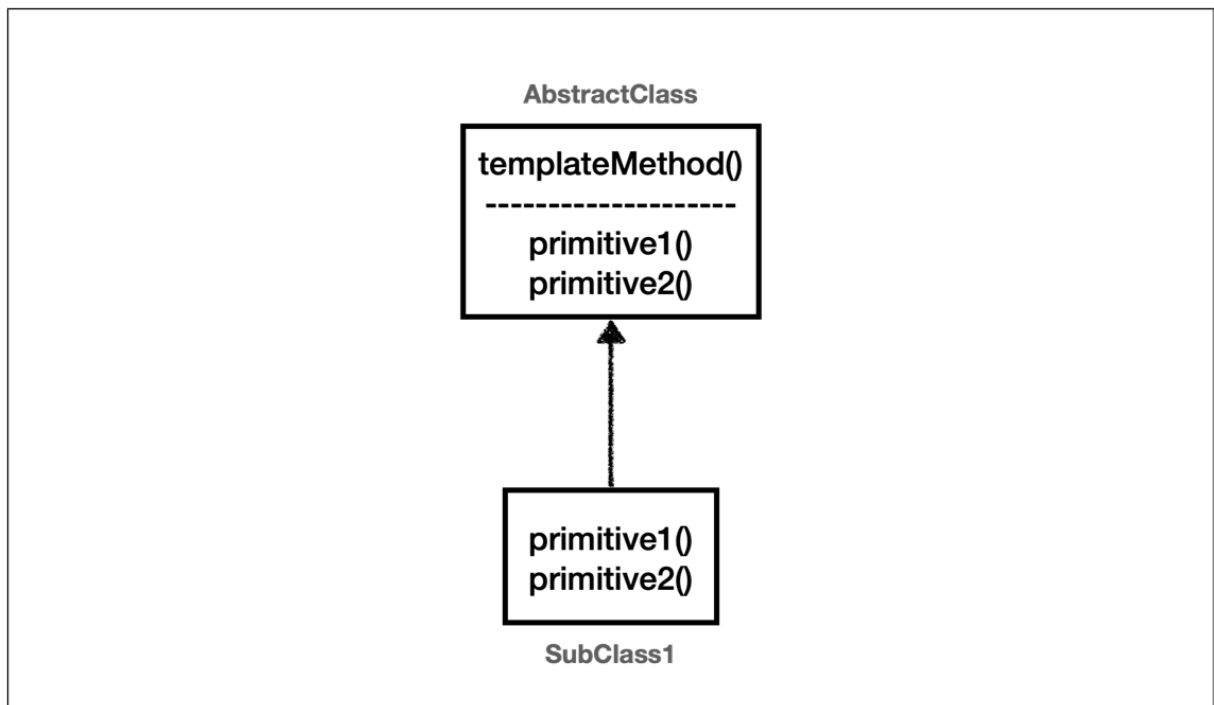 AbstractClass
templateMethod()
--------------------
primitive1()
primitive2()
primitive1()
primitive2()
SubClass1